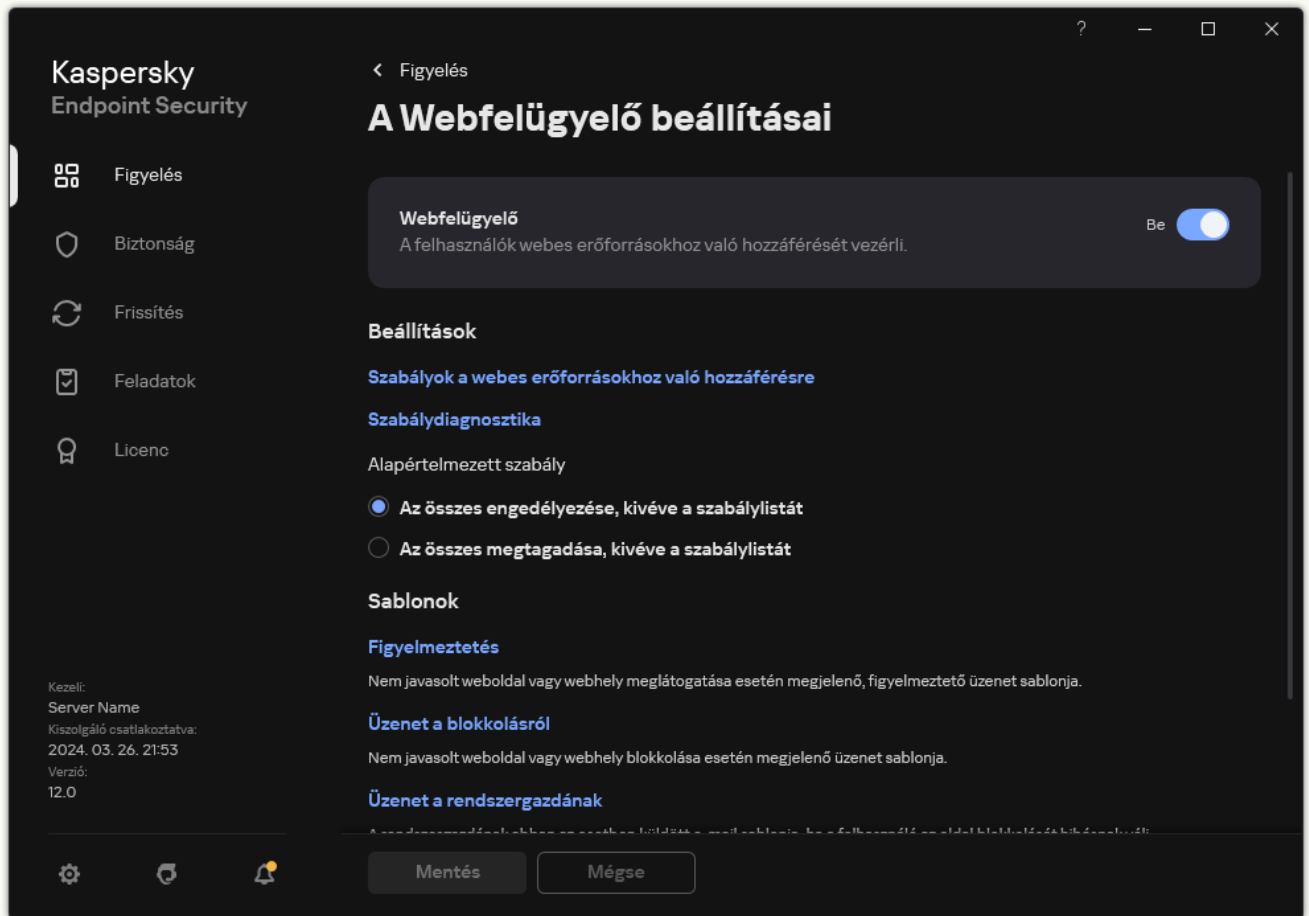 ?
Kaspersky
Endpoint Security
Figyelés
Biztonság
Frissítés
Feladatok
Licenc
Kezeli:
Server Name
Kiszolgáló csatlakoztatva:
2024. 03. 26. 21:53
Verzió:
12.0
Figyelés
A Webfelügyelő beállításai
Webfelügyelő
A felhasználók webes erőforrásokhoz való hozzáférését vezérli.
Be
Beállítások
Szabályok a webes erőforrásokhoz való hozzáférésre
Szabálydiagnosztika
Alapértelmezett szabály
Az összes engedélyezése, kivéve a szabálylistát
Az összes megtagadása, kivéve a szabálylistát
Sablonok
Figyelmeztetés
Nem javasolt weboldal vagy webhely meglátogatása esetén megjelenő, figyelmeztető üzenet sablonja.
Üzenet a blokkolásról
Nem javasolt weboldal vagy webhely blokkolása esetén megjelenő üzenet sablonja.
Üzenet a rendszergazdának
Mentés
Mégse